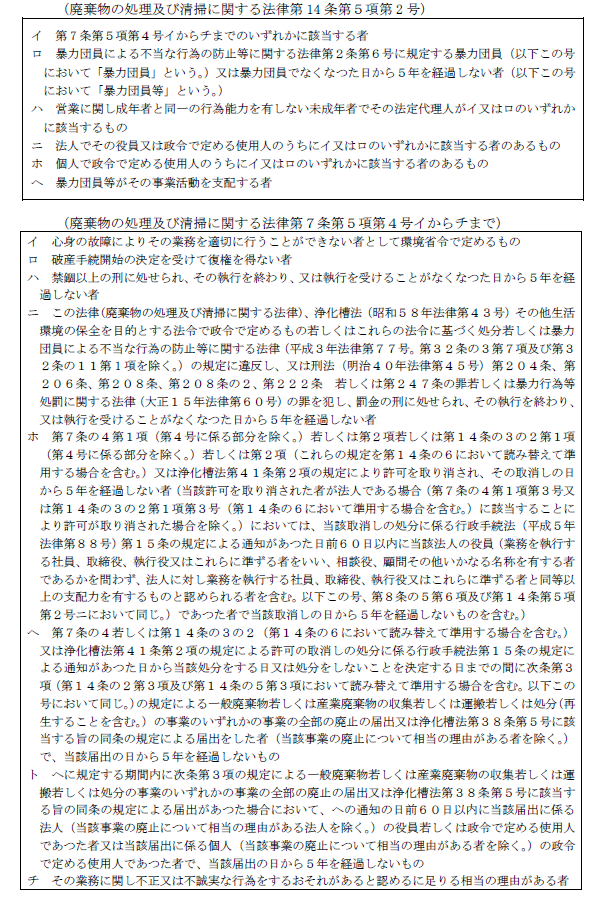 (廃棄物の処理及び清掃に関する法律第14条第5項第2号)
イ 第7条第5項第4号イからチまでのいずれかに該当する者
ロ 暴力団員による不当な行為の防止等に関する法律第2条第6号に規定する暴力団員(以下この号
において「暴力団員」という。)又は暴力団員でなくなつた日から5年を経過しない者(以下この号
において「暴力団員等」という。)
ハ 営業に関し成年者と同一の行為能力を有しない未成年者でその法定代理人がイ又はロのいずれか
に該当するもの
ニ 法人でその役員又は政令で定める使用人のうちにイ又はロのいずれかに該当する者のあるもの
ホ 個人で政令で定める使用人のうちにイ又はロのいずれかに該当する者のあるもの
ヘ 暴力団員等がその事業活動を支配する者
(廃棄物の処理及び清掃に関する法律第7条第5項第4号イからチまで)
イ 心身の故障によりその業務を適切に行うことができない者として環境省令で定めるもの
ロ 破産手続開始の決定を受けて復権を得ない者
ハ 禁錮以上の刑に処せられ、その執行を終わり、又は執行を受けることがなくなつた日から5年を経
過しない者
ニ この法律(廃棄物の処理及び清掃に関する法律)、浄化槽法(昭和58年法律第43号)その他生活
環境の保全を目的とする法令で政令で定めるもの若しくはこれらの法令に基づく処分若しくは暴力
団員による不当な行為の防止等に関する法律(平成3年法律第77号。第32条の3第7項及び第3
2条の11第1項を除く。)の規定に違反し、又は刑法(明治40年法律第45号)第204条、第
206条、第208条、第208条の2、第222条 若しくは第247条の罪若しくは暴力行為等
処罰に関する法律(大正15年法律第60号)の罪を犯し、罰金の刑に処せられ、その執行を終わり、
又は執行を受けることがなくなつた日から5年を経過しない者
ホ 第7条の4第1項(第4号に係る部分を除く。)若しくは第2項若しくは第14条の3の2第1項
(第4号に係る部分を除く。)若しくは第2項(これらの規定を第14条の6において読み替えて準
用する場合を含む。)又は浄化槽法第41条第2項の規定により許可を取り消され、その取消しの日
から5年を経過しない者(当該許可を取り消された者が法人である場合(第7条の4第1項第3号又
は第14条の3の2第1項第3号(第14条の6において準用する場合を含む。)に該当することに
より許可が取り消された場合を除く。)においては、当該取消しの処分に係る行政手続法(平成5年
法律第88号)第15条の規定による通知があつた日前60日以内に当該法人の役員(業務を執行す
る社員、取締役、執行役又はこれらに準ずる者をいい、相談役、顧問その他いかなる名称を有する者
であるかを問わず、法人に対し業務を執行する社員、取締役、執行役又はこれらに準ずる者と同等以
上の支配力を有するものと認められる者を含む。以下この号、第8条の5第6項及び第14条第5項
第2号ニにおいて同じ。)であつた者で当該取消しの日から5年を経過しないものを含む。)
ヘ 第7条の4若しくは第14条の3の2(第14条の6において読み替えて準用する場合を含む。)
又は浄化槽法第41条第2項の規定による許可の取消しの処分に係る行政手続法第15条の規定に
よる通知があつた日から当該処分をする日又は処分をしないことを決定する日までの間に次条第3
項(第14条の2第3項及び第14条の5第3項において読み替えて準用する場合を含む。以下この
号において同じ。)の規定による一般廃棄物若しくは産業廃棄物の収集若しくは運搬若しくは処分(再
生することを含む。)の事業のいずれかの事業の全部の廃止の届出又は浄化槽法第38条第5号に該
当する旨の同条の規定による届出をした者(当該事業の廃止について相当の理由がある者を除く。)
で、当該届出の日から5年を経過しないもの
ト ヘに規定する期間内に次条第3項の規定による一般廃棄物若しくは産業廃棄物の収集若しくは運
搬若しくは処分の事業のいずれかの事業の全部の廃止の届出又は浄化槽法第38条第5号に該当す
る旨の同条の規定による届出があつた場合において、ヘの通知の日前60日以内に当該届出に係る
法人(当該事業の廃止について相当の理由がある法人を除く。)の役員若しくは政令で定める使用人
であつた者又は当該届出に係る個人(当該事業の廃止について相当の理由がある者を除く。)の政令
で定める使用人であつた者で、当該届出の日から5年を経過しないもの
チ その業務に関し不正又は不誠実な行為をするおそれがあると認めるに足りる相当の理由がある者